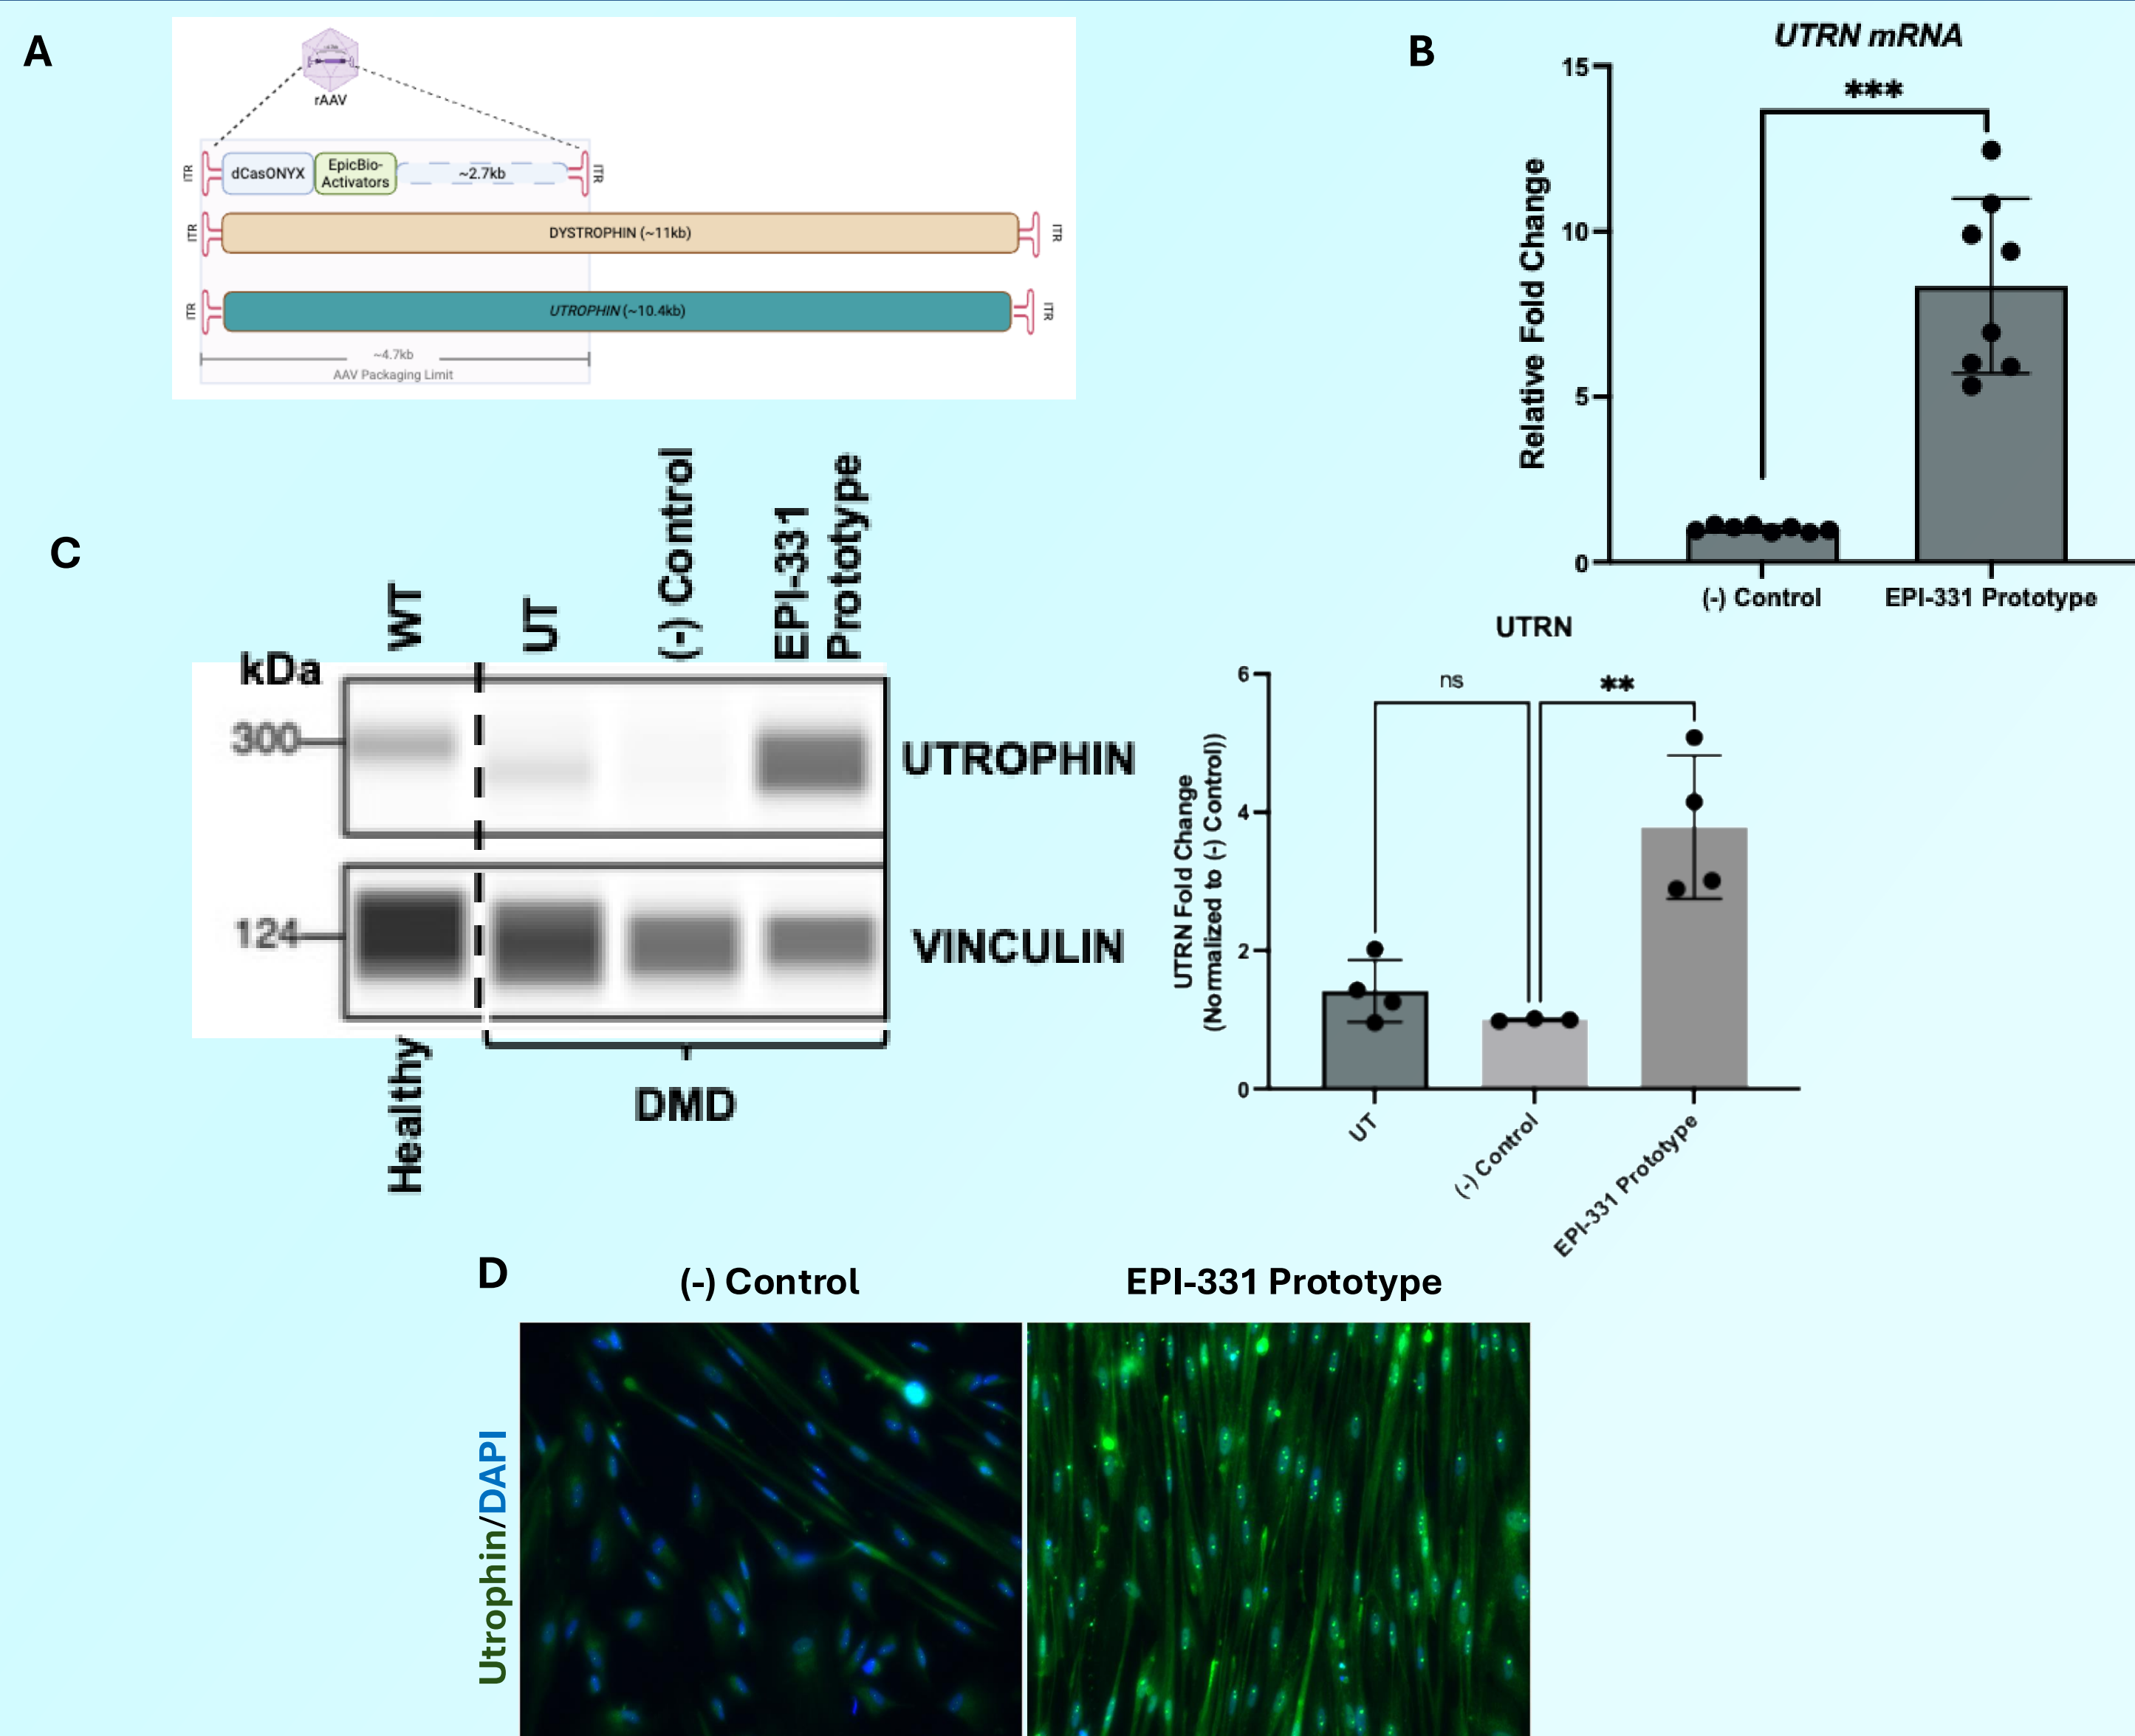 A
rAAV
ITR
dCasONYX
EpicBio-
Activators
~2.7kb
ITR
ITR
DYSTROPHIN (~11kb)
ITR
ITR
UTROPHIN (~10.4kb)
ITR
~4.7kb
AAV Packaging Limit
B
UTRN mRNA
Relative Fold Change
15
10
5
0
***
(-) Control
EPI-331 Prototype
C
kDa
WT
UT
(-) Control
EPI-331
Prototype
300
UTROPHIN
124
VINCULIN
Healthy
DMD
UTRN
UTRN Fold Change
(Normalized to (-) Control))
6
4
2
0
ns
**
UT
(-) Control
EPI-331 Prototype
D
(-) Control
EPI-331 Prototype
Utrophin/DAPI